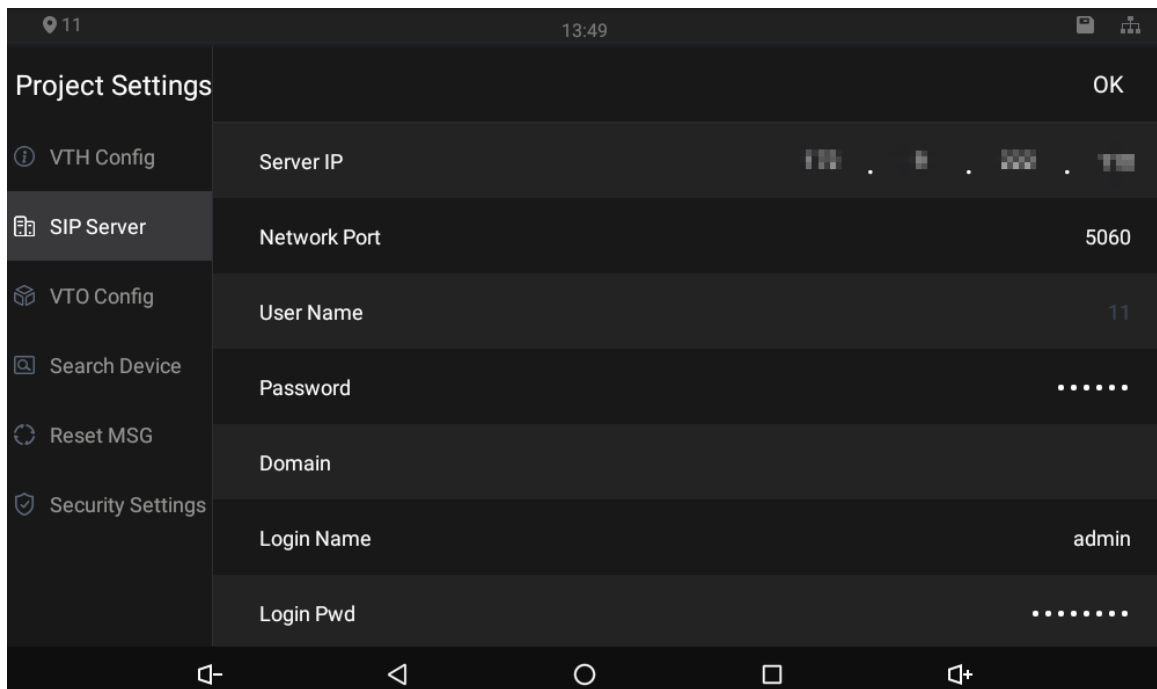 11
13:49
Project Settings
OK
VTH Config
Server IP
SIP Server
Network Port 5060
VTO Config
User Name 11
Search Device
Password ••••••
Reset MSG
Domain
Security Settings
Login Name admin
Login Pwd ••••••••